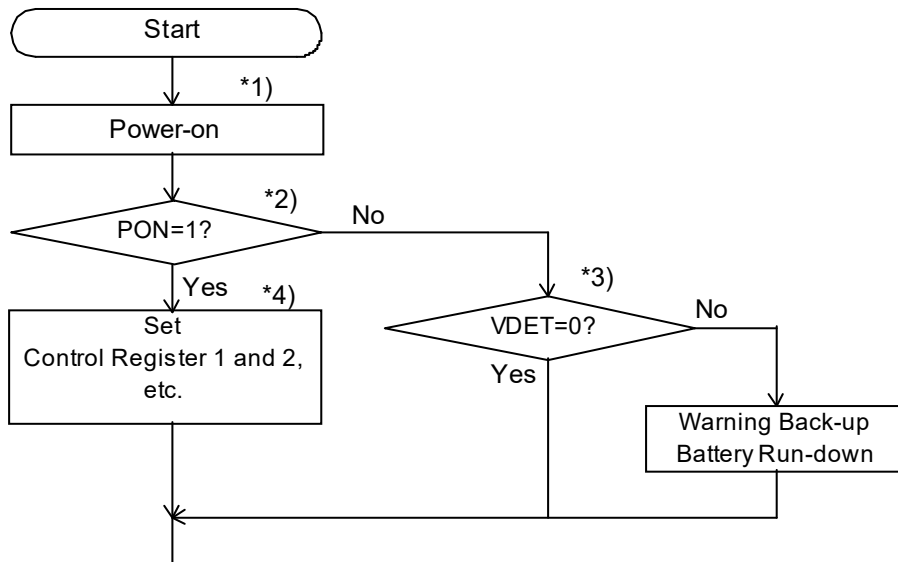 Start
*1)
Power-on
*2)
PON=1?
No
Yes
*4)
Set
Control Register 1 and 2,
etc.
*3)
VDET=0?
No
Yes
Warning Back-up
Battery Run-down